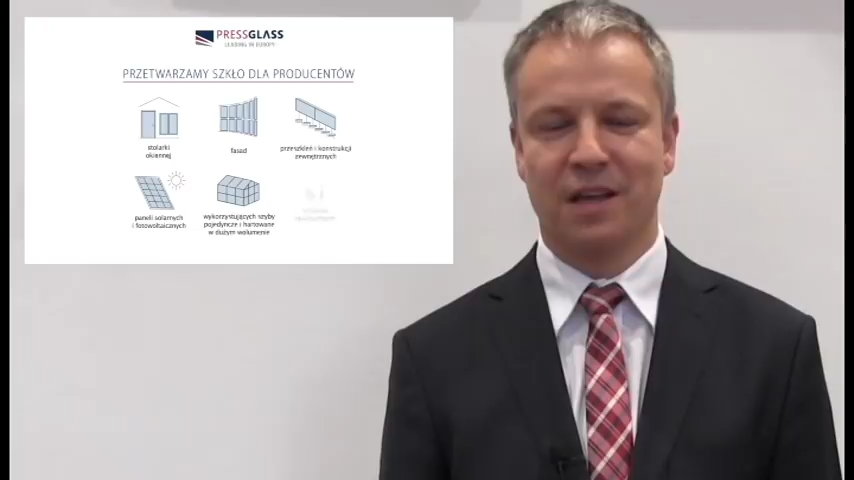 PRESSGLASS
LEADING IN EUROPE
PRZETWARZAMY SZKŁO DLA PRODUCENTÓW
stolarki
okiennej
fasad
przeszkleń i konstrukcji
zewnętrznych
paneli solarnych
i fotowoltaicznych
wykorzystujących szyby
pojedyncze i hartowane
w dużym wolumenie